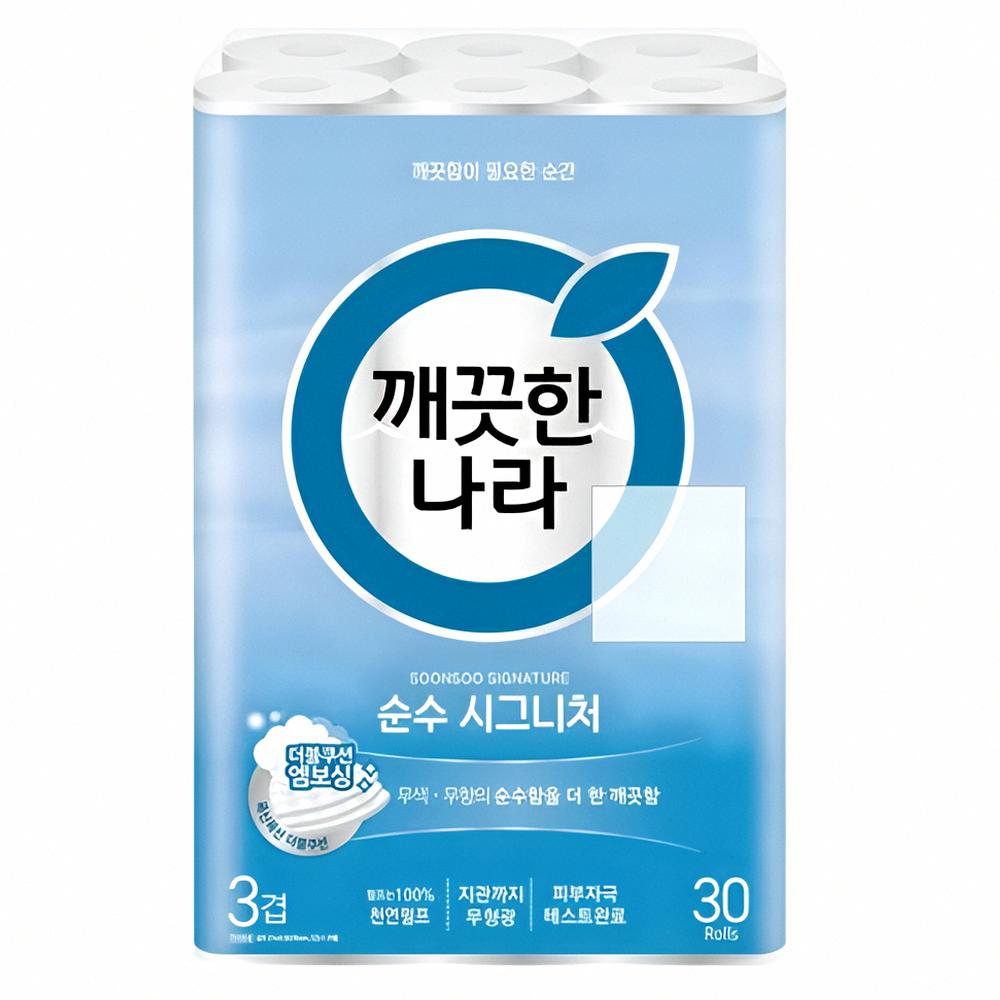 깨끗함이 필요한 순간
깨끗한
나라
SOONSOO SIGNATURE
순수 시그니처
더블쿠션
엠보싱
무색·무향의 순수함을 더 한 깨끗함
3겹
100%
천연펄프
지관까지
무형광
피부자극
테스트완료
30
Rolls